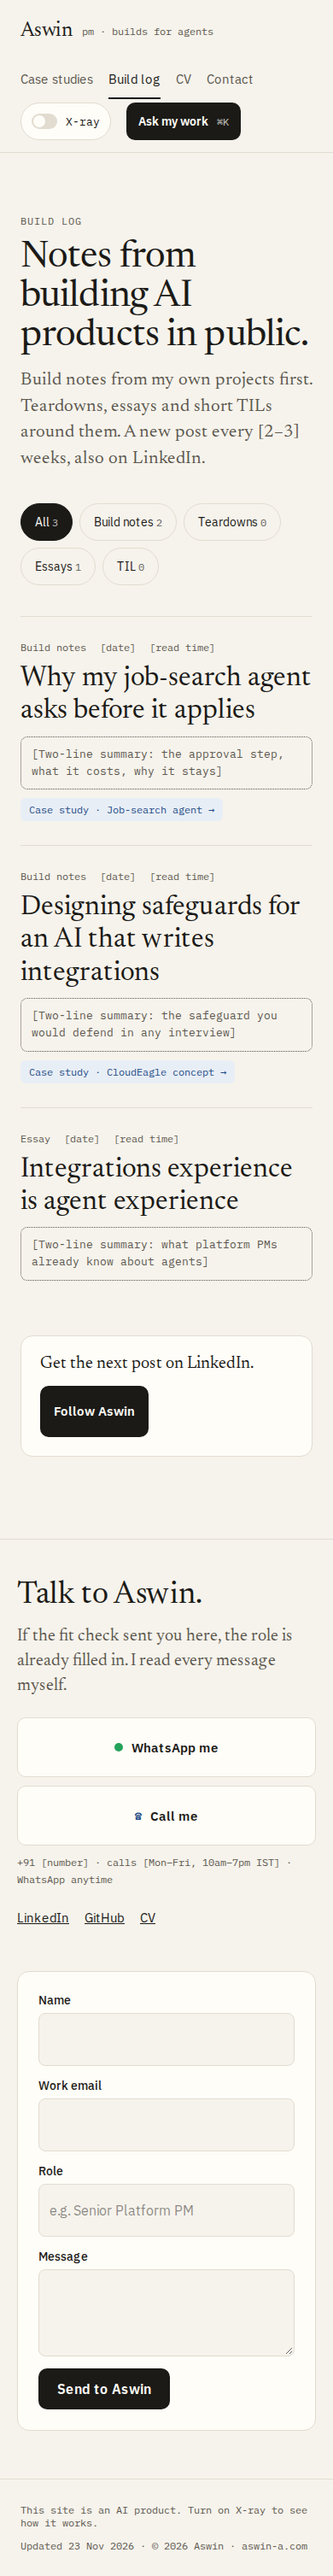 Aswin pm · builds for agents
Case studies Build log CV Contact
X-ray Ask my work ⌘K
BUILD LOG
Notes from
building AI
products in public.
Build notes from my own projects first.
Teardowns, essays and short TILs
around them. A new post every [2–3]
weeks, also on LinkedIn.
All 3 Build notes 2 Teardowns 0
Essays 1 TIL 0
Build notes [date] [read time]
Why my job-search agent
asks before it applies
[Two-line summary: the approval step,
what it costs, why it stays]
Case study · Job-search agent →
Build notes [date] [read time]
Designing safeguards for
an AI that writes
integrations
[Two-line summary: the safeguard you
would defend in any interview]
Case study · CloudEagle concept →
Essay [date] [read time]
Integrations experience
is agent experience
[Two-line summary: what platform PMs
already know about agents]
Get the next post on LinkedIn.
Follow Aswin
Talk to Aswin.
If the fit check sent you here, the role is
already filled in. I read every message
myself.
WhatsApp me
☎ Call me
+91 [number] · calls [Mon–Fri, 10am–7pm IST] ·
WhatsApp anytime
LinkedIn GitHub CV
Name
Work email
Role
e.g. Senior Platform PM
Message
Send to Aswin
This site is an AI product. Turn on X-ray to see
how it works.
Updated 23 Nov 2026 · © 2026 Aswin · aswin-a.com